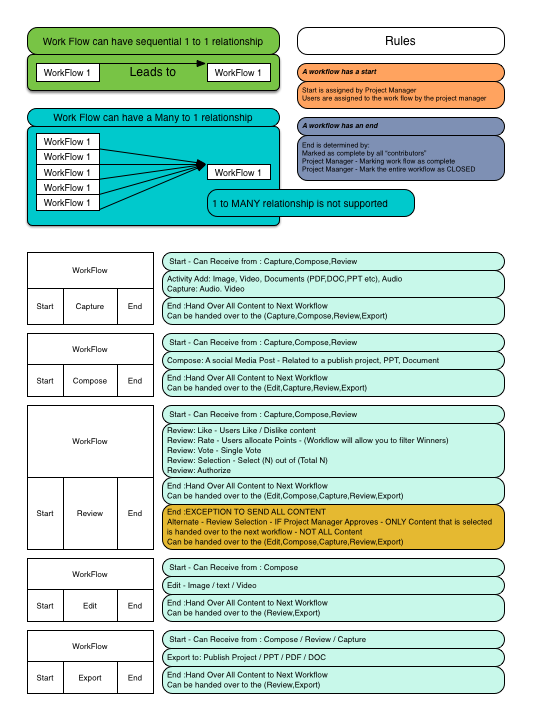 Work Flow can have sequential 1 to 1 relationship
WorkFlow 1
Leads to
WorkFlow 1
Work Flow can have a Many to 1 relationship
WorkFlow 1
WorkFlow 1
WorkFlow 1
WorkFlow 1
WorkFlow 1
WorkFlow 1
1 to MANY relationship is not supported
Rules
A workflow has a start
Start is assigned by Project Manager
Users are assigned to the work flow by the project manager
A workflow has an end
End is determined by:
Marked as complete by all "contributors"
Project Manager - Marking work flow as complete
Project Miancger - Mark the entire workflow as CLOSED
WorkFlow
Start
Capture
End
Start - Can Receive from : Capture,Compose,Review
Activity Add: Image, Video, Documents (PDF,DOC,PPT etc), Audio
Capture: Audio. Video
End :Hand Over All Content to Next Workflow
Can be handed over to the (Capture,Compose,Review,Export)
WorkFlow
Start
Compose
End
Start - Can Receive from : Capture,Compose,Review
Compose: A social Media Post - Related to a publish project, PPT, Document
End :Hand Over All Content to Next Workflow
Can be handed over to the (Edit,Capture,Review,Export)
WorkFlow
Start
Review
End
Start - Can Receive from : Capture,Compose,Review
Review: Like - Users Like / Dislike content
Review: Rate - Users allocate Points - (Workflow will allow you to filter Winners)
Review: Vote - Single Vote
Review: Selection - Select (N) out of (Total N)
Review: Authorize
End :Hand Over All Content to Next Workflow
Can be handed over to the (Edit,Compose,Capture,Review,Export)
End :EXCEPTION TO SEND ALL CONTENT
Alternate - Review Selection - IF Project Manager Approves - ONLY Content that is selected
is handed over to the next workflow - NOT ALL Content
Can be handed over to the (Edit,Compose,Capture,Review,Export)
WorkFlow
Start
Edit
End
Start - Can Receive from : Compose
Edit - Image / text / Video
End :Hand Over All Content to Next Workflow
Can be handed over to the (Review,Export)
WorkFlow
Start
Export
End
Start - Can Receive from : Compose / Review / Capture
Export to: Publish Project / PPT / PDF / DOC
End :Hand Over All Content to Next Workflow
Can be handed over to the (Review,Export)